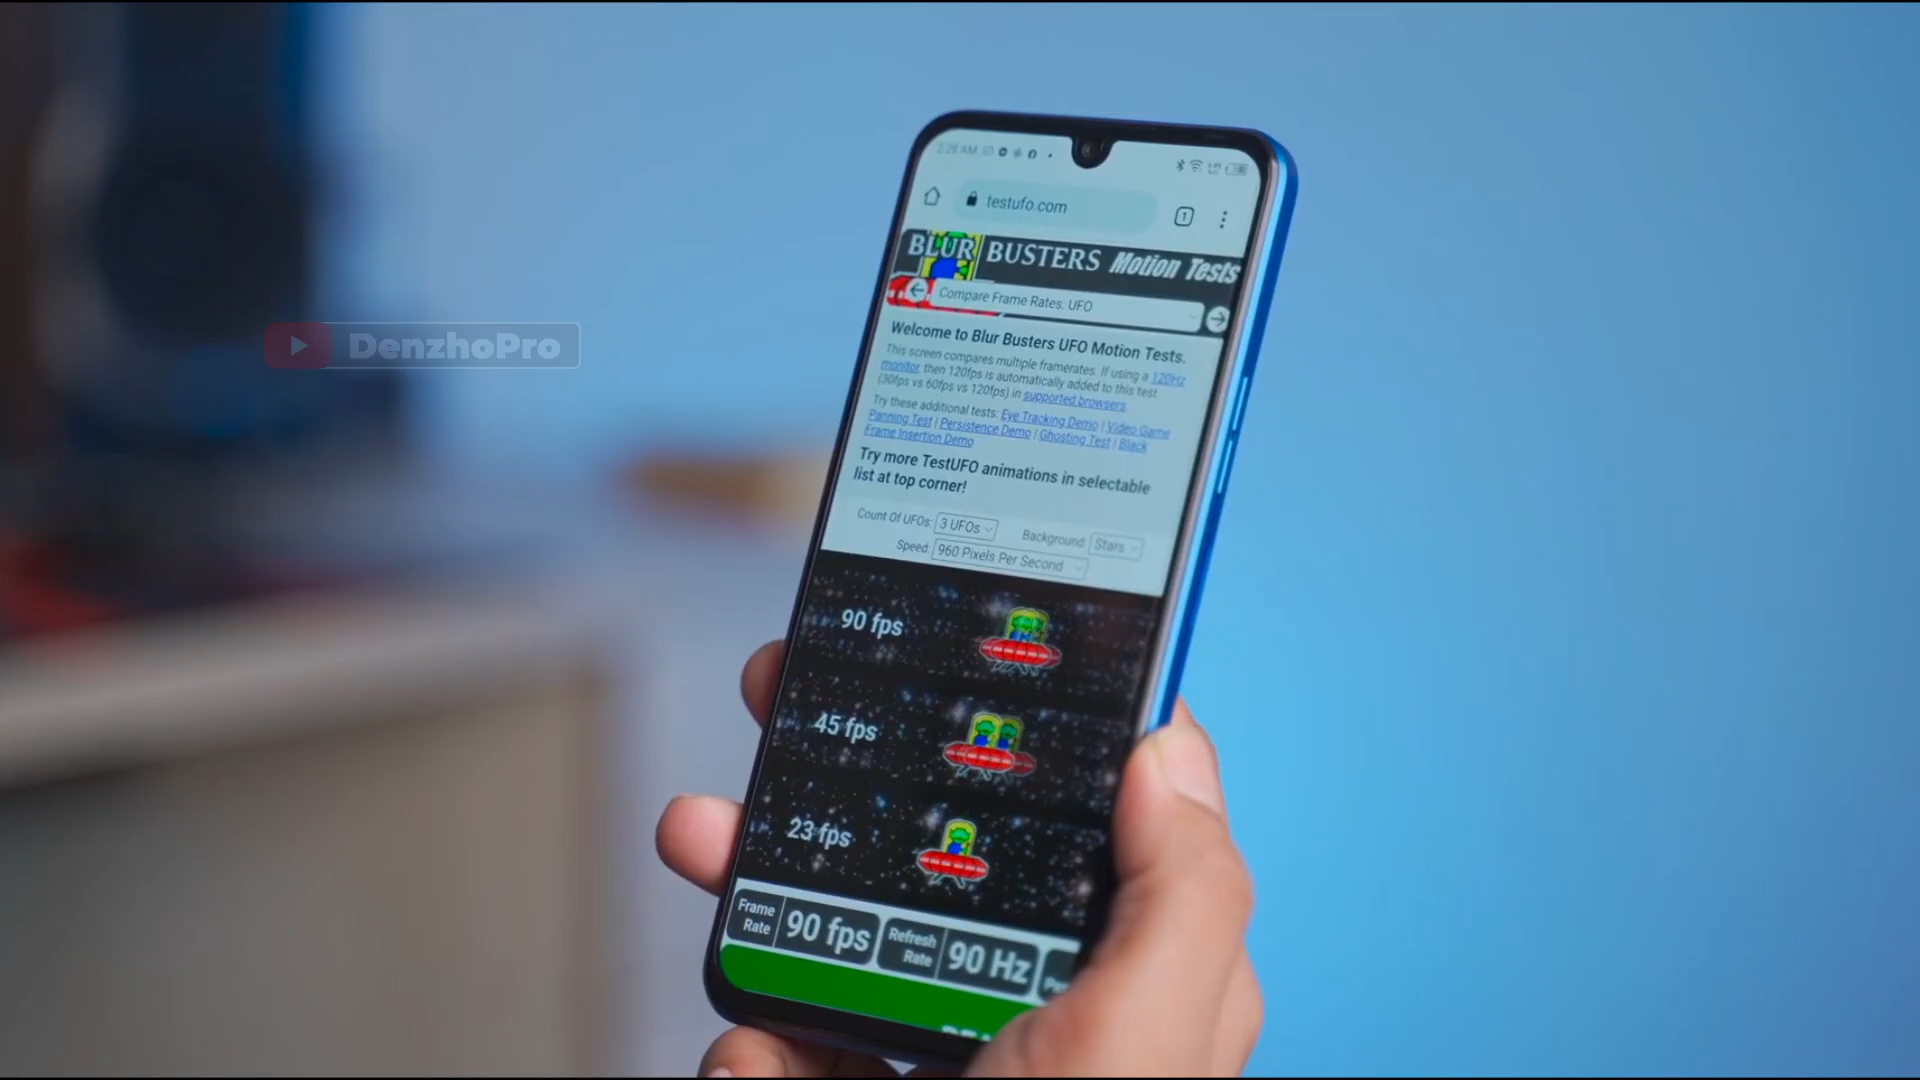 2:28 AM
testufo.com
1
BLUR BUSTERS Motion Tests
Compare Frame Rates. UFO
Welcome to Blur Busters UFO Motion Tests.
This screen compares multiple framerates. If using a 120Hz
monitor, then 120fps is automatically added to this test
(30fps vs 60fps vs 120fps) in supported browsers.
Try these additional tests: Eye Tracking Demo | Video Game
Panning Test | Persistence Demo | Ghosting Test | Black
Frame Insertion Demo
Try more TestUFO animations in selectable
list at top corner!
Count Of UFOs: 3 UFOs Background: Stars
Speed: 960 Pixels Per Second
90 fps
45 fps
23 fps
Frame Rate 90 fps Refresh Rate 90 Hz
DenzhoPro